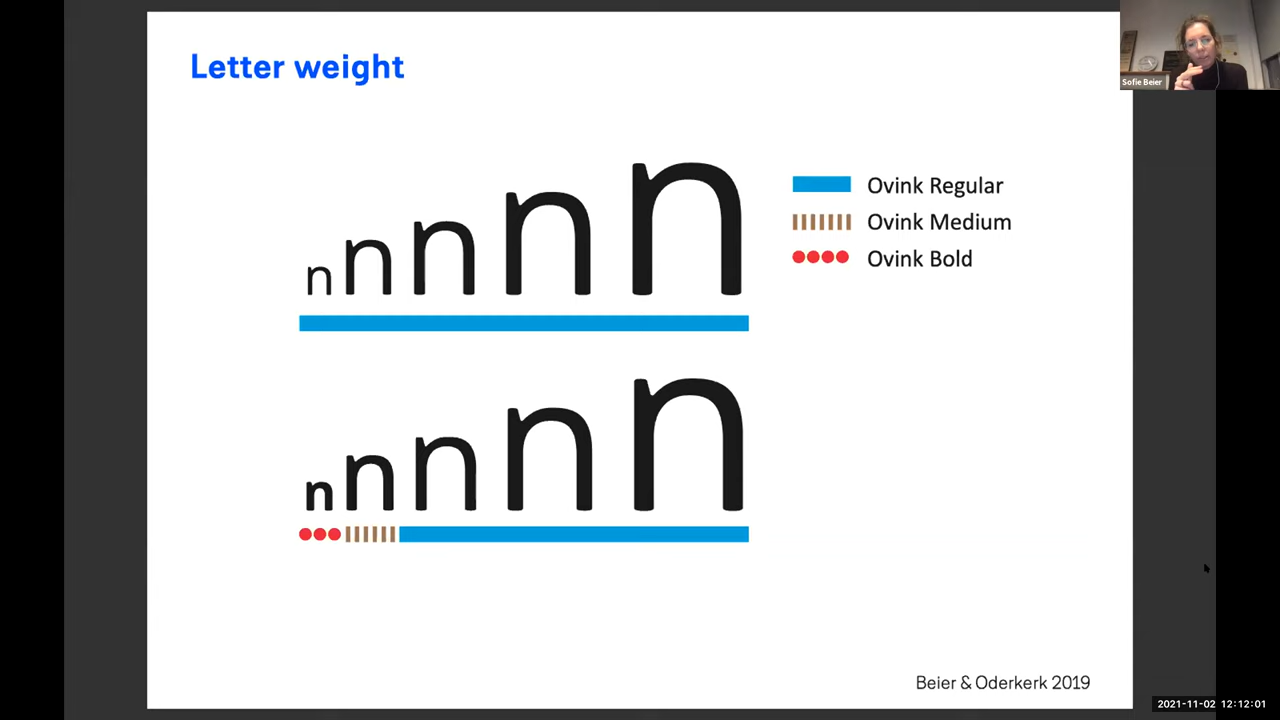 Letter weight
Sofie Beier
n n n n n
Ovink Regular
Ovink Medium
Ovink Bold
n n n n n
Beier & Oderkerk 2019
2021-11-02 12:12:01